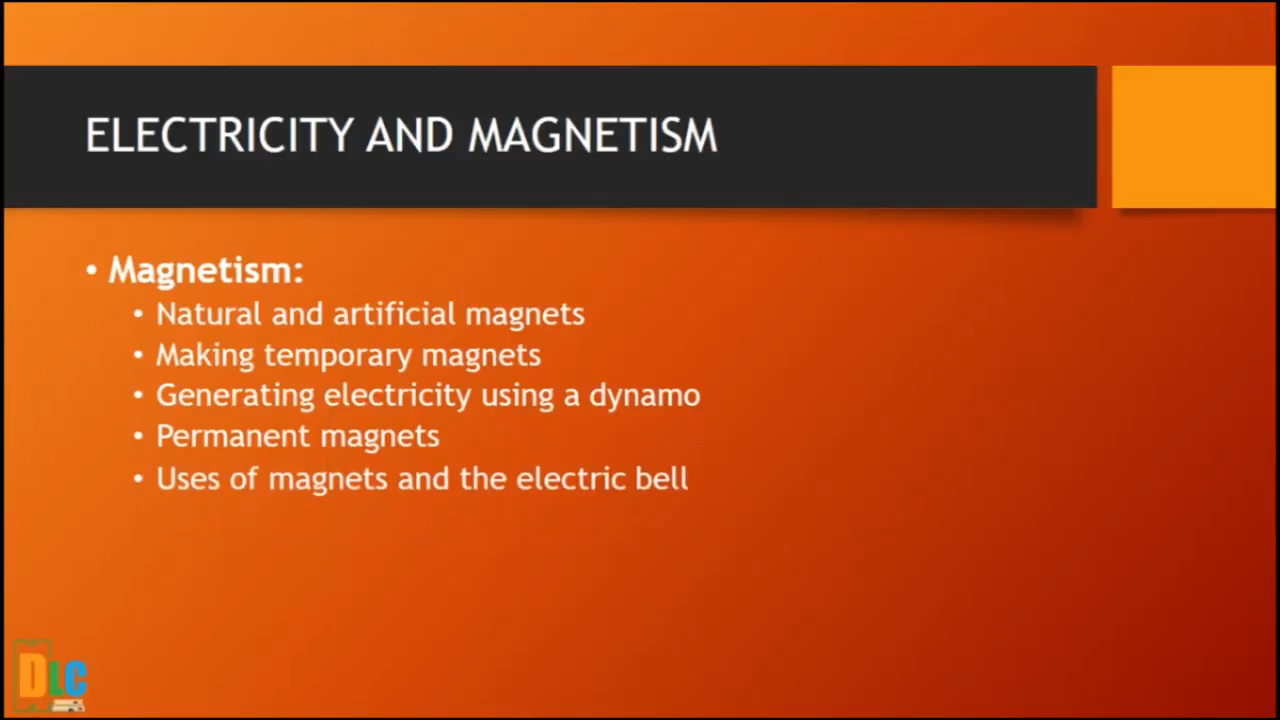 ELECTRICITY AND MAGNETISM
• Magnetism:
• Natural and artificial magnets
• Making temporary magnets
• Generating electricity using a dynamo
• Permanent magnets
• Uses of magnets and the electric bell
DLC